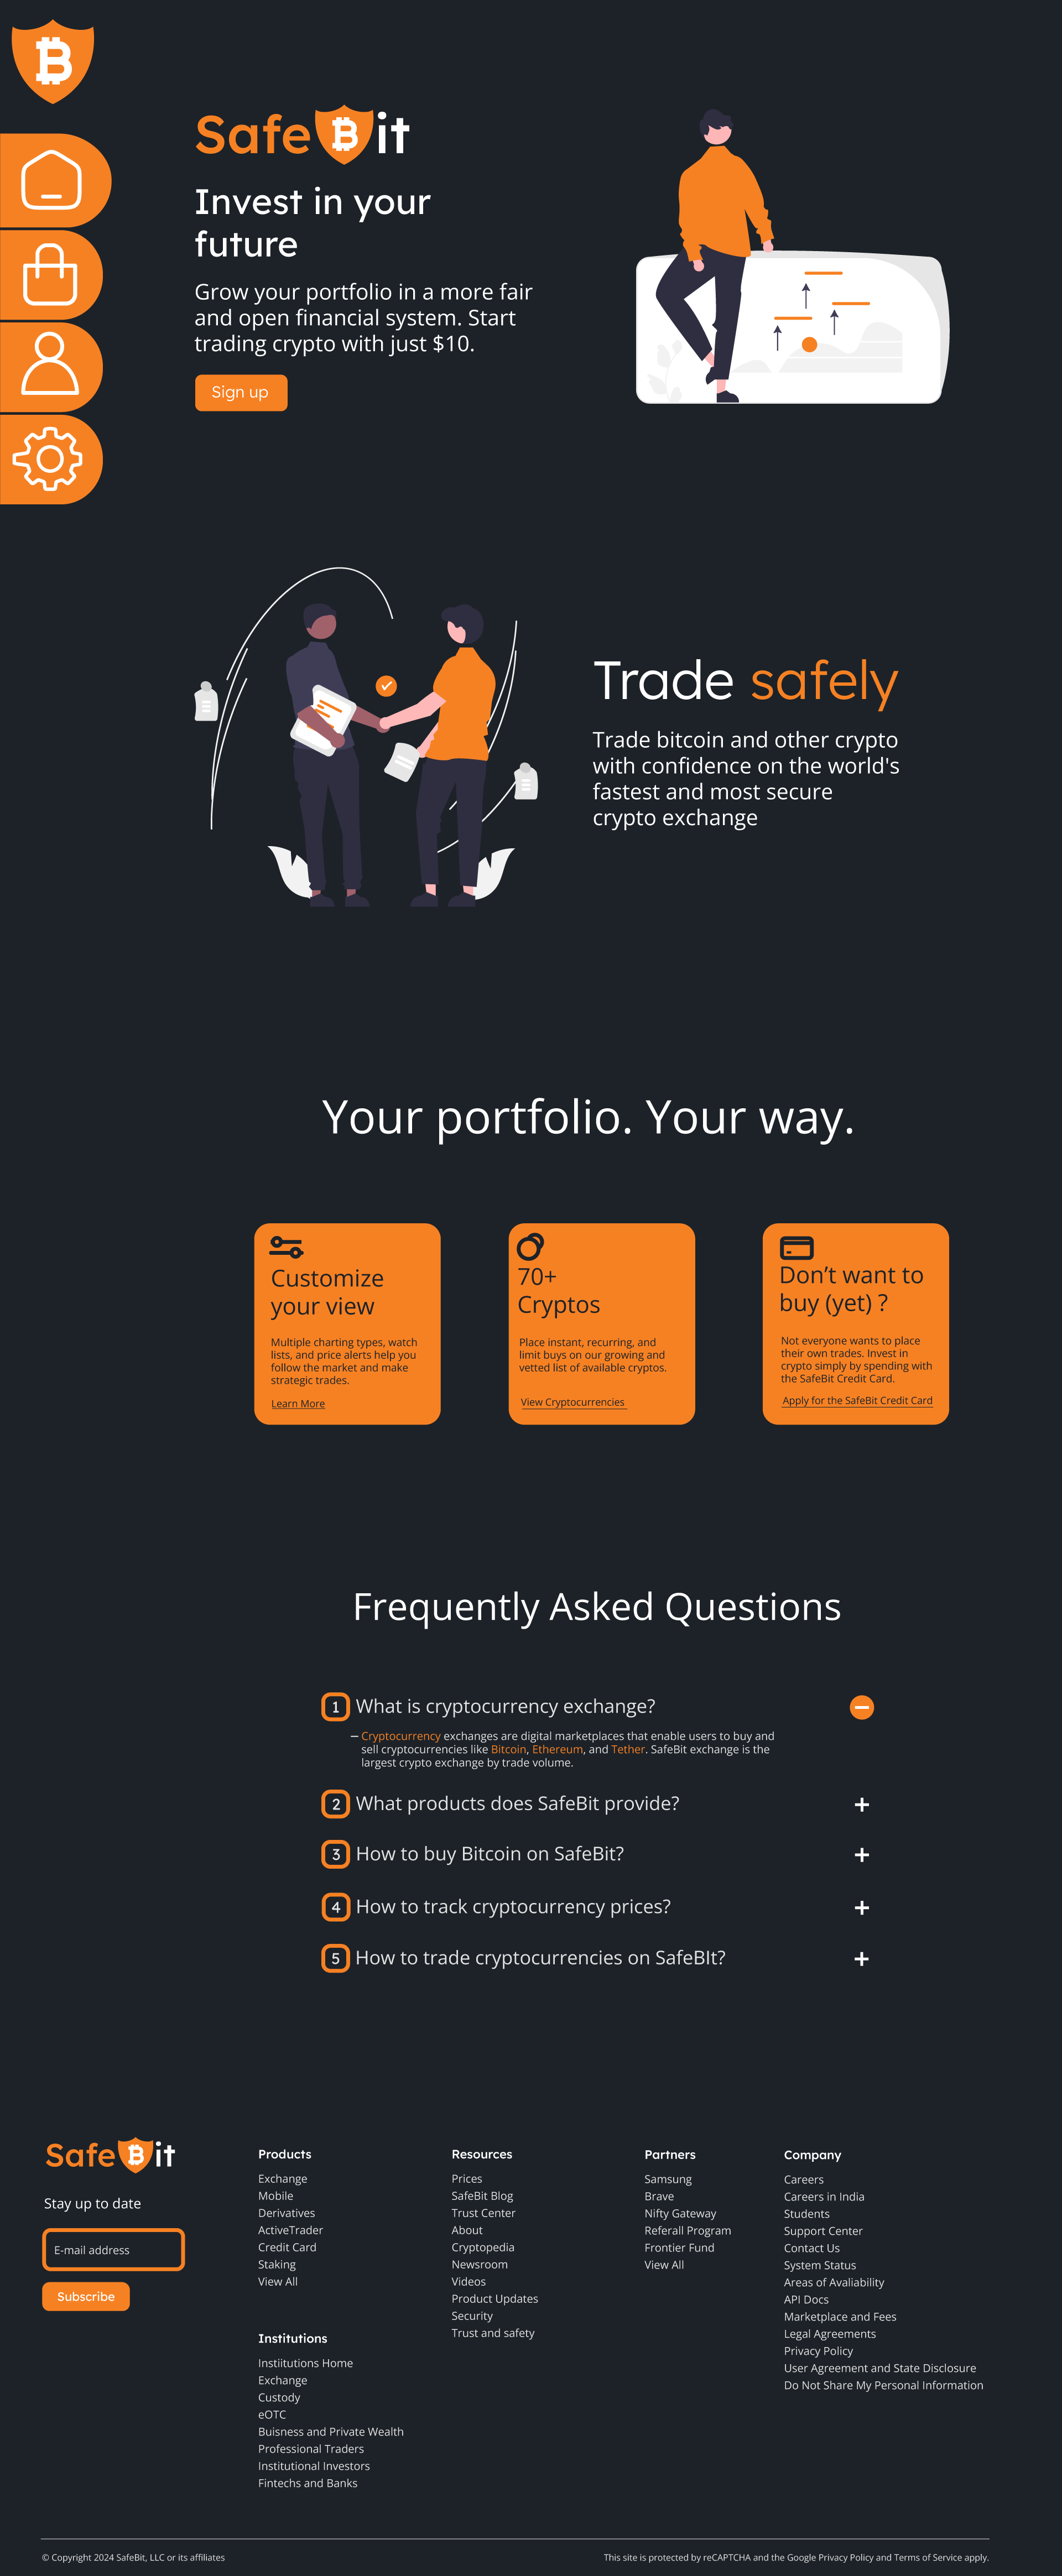 Safe it
Invest in your
future
Grow your portfolio in a more fair
and open financial system. Start
trading crypto with just $10.
Sign up
Trade safely
Trade bitcoin and other crypto
with confidence on the world's
fastest and most secure
crypto exchange
Your portfolio. Your way.
Customize
your view
Multiple charting types, watch
lists, and price alerts help you
follow the market and make
strategic trades.
Learn More
70+
Cryptos
Place instant, recurring, and
limit buys on our growing and
vetted list of available cryptos.
View Cryptocurrencies
Don’t want to
buy (yet) ?
Not everyone wants to place
their own trades. Invest in
crypto simply by spending with
the SafeBit Credit Card.
Apply for the SafeBit Credit Card
Frequently Asked Questions
1 What is cryptocurrency exchange?
– Cryptocurrency exchanges are digital marketplaces that enable users to buy and
sell cryptocurrencies like Bitcoin, Ethereum, and Tether. SafeBit exchange is the
largest crypto exchange by trade volume.
2 What products does SafeBit provide?
3 How to buy Bitcoin on SafeBit?
4 How to track cryptocurrency prices?
5 How to trade cryptocurrencies on SafeBIt?
Safe it
Stay up to date
E-mail address
Subscribe
Products
Exchange
Mobile
Derivatives
ActiveTrader
Credit Card
Staking
View All
Institutions
Instiitutions Home
Exchange
Custody
eOTC
Buisness and Private Wealth
Professional Traders
Institutional Investors
Fintechs and Banks
Resources
Prices
SafeBit Blog
Trust Center
About
Cryptopedia
Newsroom
Videos
Product Updates
Security
Trust and safety
Partners
Samsung
Brave
Nifty Gateway
Referall Program
Frontier Fund
View All
Company
Careers
Careers in India
Students
Support Center
Contact Us
System Status
Areas of Avaliability
API Docs
Marketplace and Fees
Legal Agreements
Privacy Policy
User Agreement and State Disclosure
Do Not Share My Personal Information
© Copyright 2024 SafeBit, LLC or its affiliates
This site is protected by reCAPTCHA and the Google Privacy Policy and Terms of Service apply.